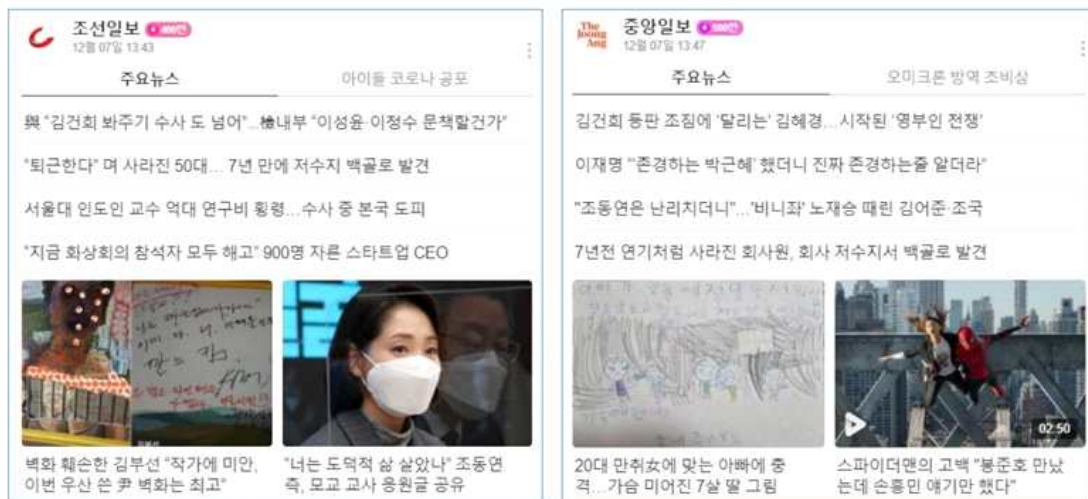 조선일보
12월 07일 13:43
주요뉴스
아이돌 코로나 공포
與 "김건희 봐주기 수사 도 넘어"...檢내부 "이성윤·이정수 문책할건가"
"퇴근한다" 며 사라진 50대... 7년 만에 저수지 백골로 발견
서울대 인도인 교수 억대 연구비 횡령...수사 중 본국 도피
"지금 화상회의 참석자 모두 해고" 900명 자른 스타트업 CEO
벽화 훼손한 김부선 "작가에 미안,
이번 우산 쓴 尹 벽화는 최고"
"너는 도덕적 삶 살았나" 조동연
측, 모교 교사 응원글 공유
The
JoongAng
중앙일보
12월 07일 13:47
주요뉴스
오미크론 방역 조비상
김건희 등판 조짐에 '달리는' 김혜경...시작된 '영부인 전쟁'
이재명 "'존경하는 박근혜' 했더니 진짜 존경하는줄 알더라"
"조동연은 난리치더니"...'비니좌' 노재승 때린 김어준·조국
7년전 연기처럼 사라진 회사원, 회사 저수지서 백골로 발견
02:50
20대 만취女에 맞는 아빠에 충
격...가슴 미어진 7살 딸 그림
스파이더맨의 고백 "봉준호 만났
는데 손흥민 얘기만 했다"